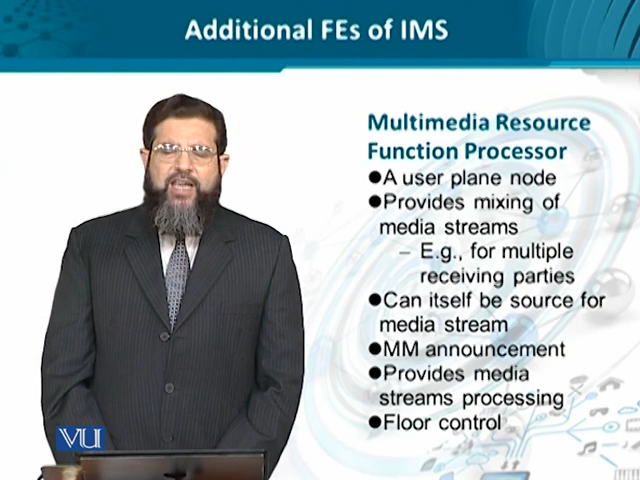 Additional FEs of IMS
Multimedia Resource
Function Processor
●A user plane node
●Provides mixing of
media streams
– E.g., for multiple
receiving parties
●Can itself be source for
media stream
●MM announcement
●Provides media
streams processing
●Floor control
VU